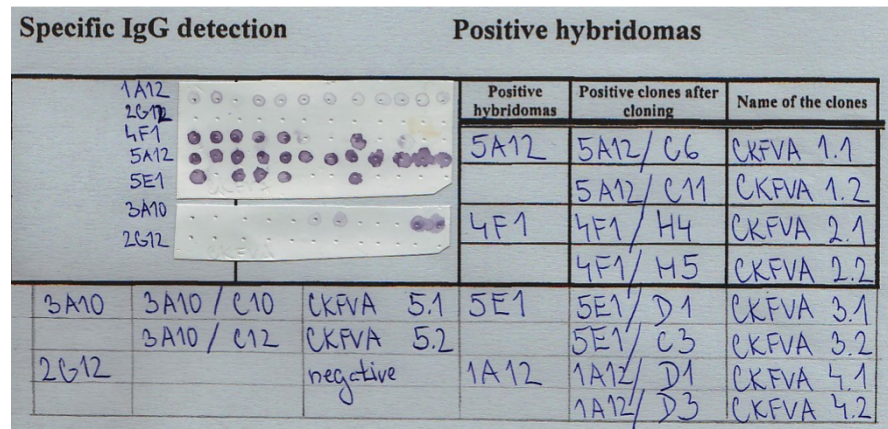 Specific IgG detection Positive hybridomas
1A12
2G12
4F1
5A12
5E1
3A10
2G12
CKFVA
Positive hybridomas Positive clones after cloning Name of the clones
5A12 5A12/ C6 CKFVA 1.1
5A12/ C11 CKFVA 1.2
4F1 4F1/ H4 CKFVA 2.1
4F1/ H5 CKFVA 2.2
3A10 3A10 / C10 CKFVA 5.1 5E1 5E1/ D1 CKFVA 3.1
3A10 / C12 CKFVA 5.2 5E1/ C3 CKFVA 3.2
2G12 negative 1A12 1A12/ D1 CKFVA 4.1
1A12/ D3 CKFVA 4.2